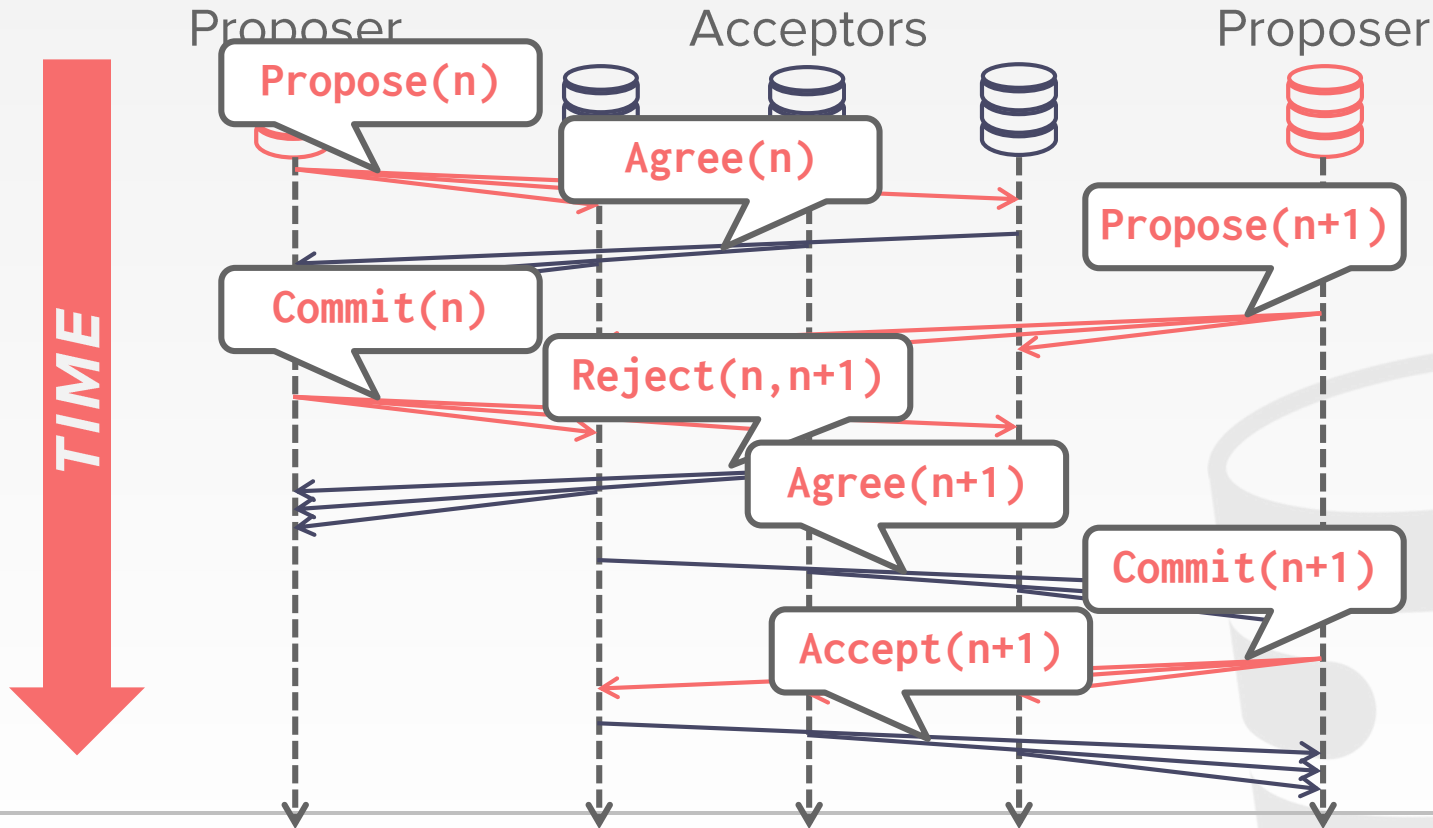 Proposer
Acceptors
Proposer
Propose(n)
Agree(n)
Propose(n+1)
Commit(n)
TIME
Reject(n,n+1)
Agree(n+1)
Commit(n+1)
Accept(n+1)